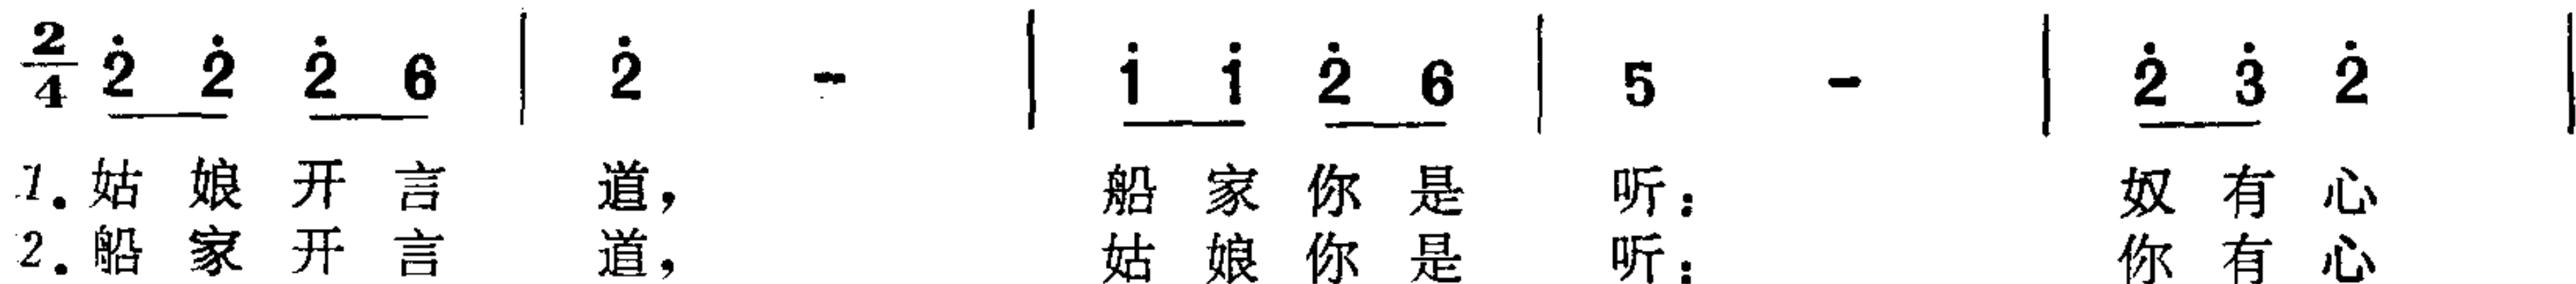 2/4 2̇ 2̇ 2̇ 6 | 2̇ - | 1̇ 1̇ 2̇ 6 | 5 - | 2̇ 3̇ 2̇ |
1. 姑娘开言 道， 船家你是 听： 奴有心
2. 船家开言 道， 姑娘你是 听： 你有心